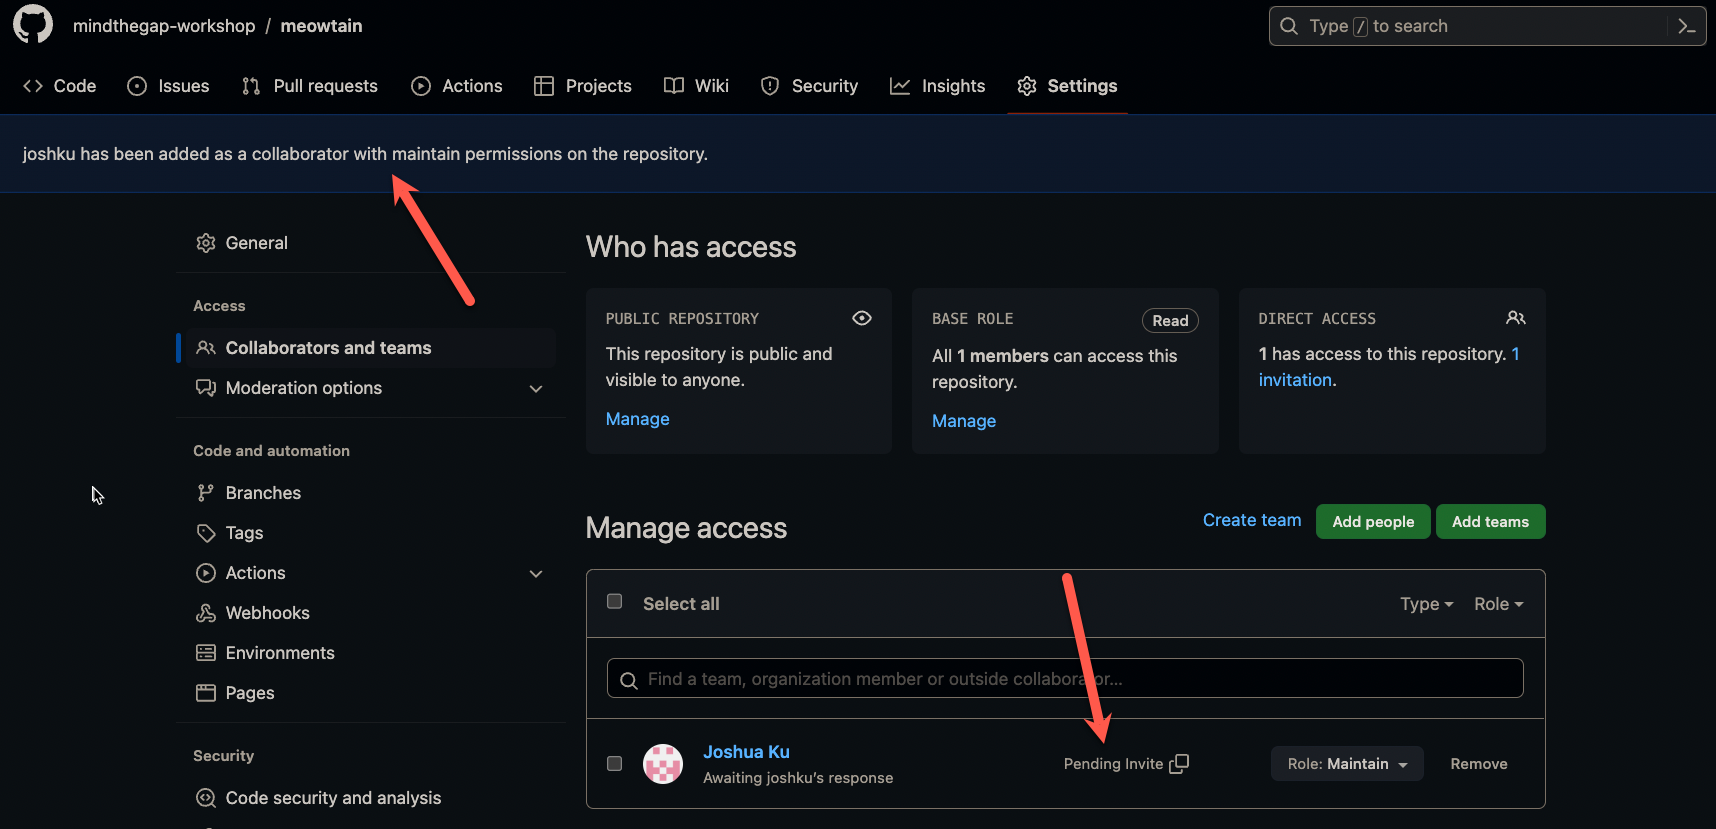 mindthegap-workshop / meowtain
Type / to search
Code
Issues
Pull requests
Actions
Projects
Wiki
Security
Insights
Settings
joshku has been added as a collaborator with maintain permissions on the repository.
General
Access
Collaborators and teams
Moderation options
Code and automation
Branches
Tags
Actions
Webhooks
Environments
Pages
Security
Code security and analysis
Who has access
PUBLIC REPOSITORY
This repository is public and
visible to anyone.
Manage
BASE ROLE
Read
All 1 members can access this
repository.
Manage
DIRECT ACCESS
1 has access to this repository. 1
invitation.
Manage access
Create team
Add people
Add teams
Select all
Type
Role
Find a team, organization member or outside collaborator...
Joshua Ku
Awaiting joshku's response
Pending Invite
Role: Maintain
Remove